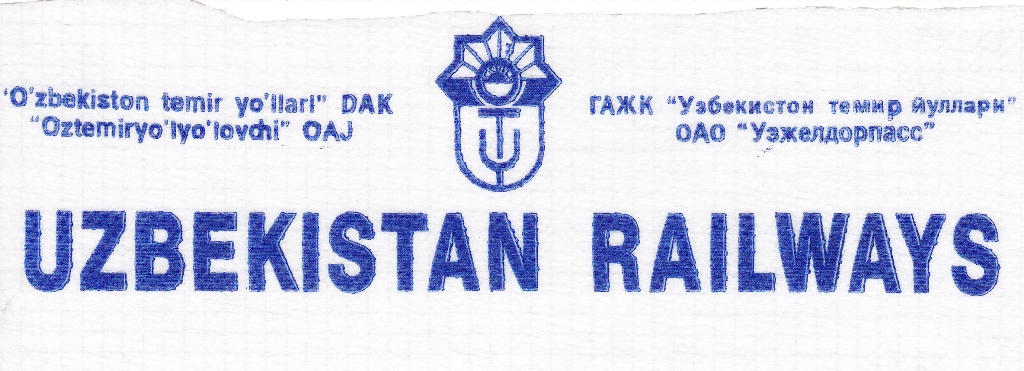 "O'zbekiston temir yo'llari" DAK
"Oztemiryo'lyo'lovchi" OAJ
ГАЖК "Узбекистон темир йуллари"
ОАО "Узжелдорпасс"
UZBEKISTAN RAILWAYS